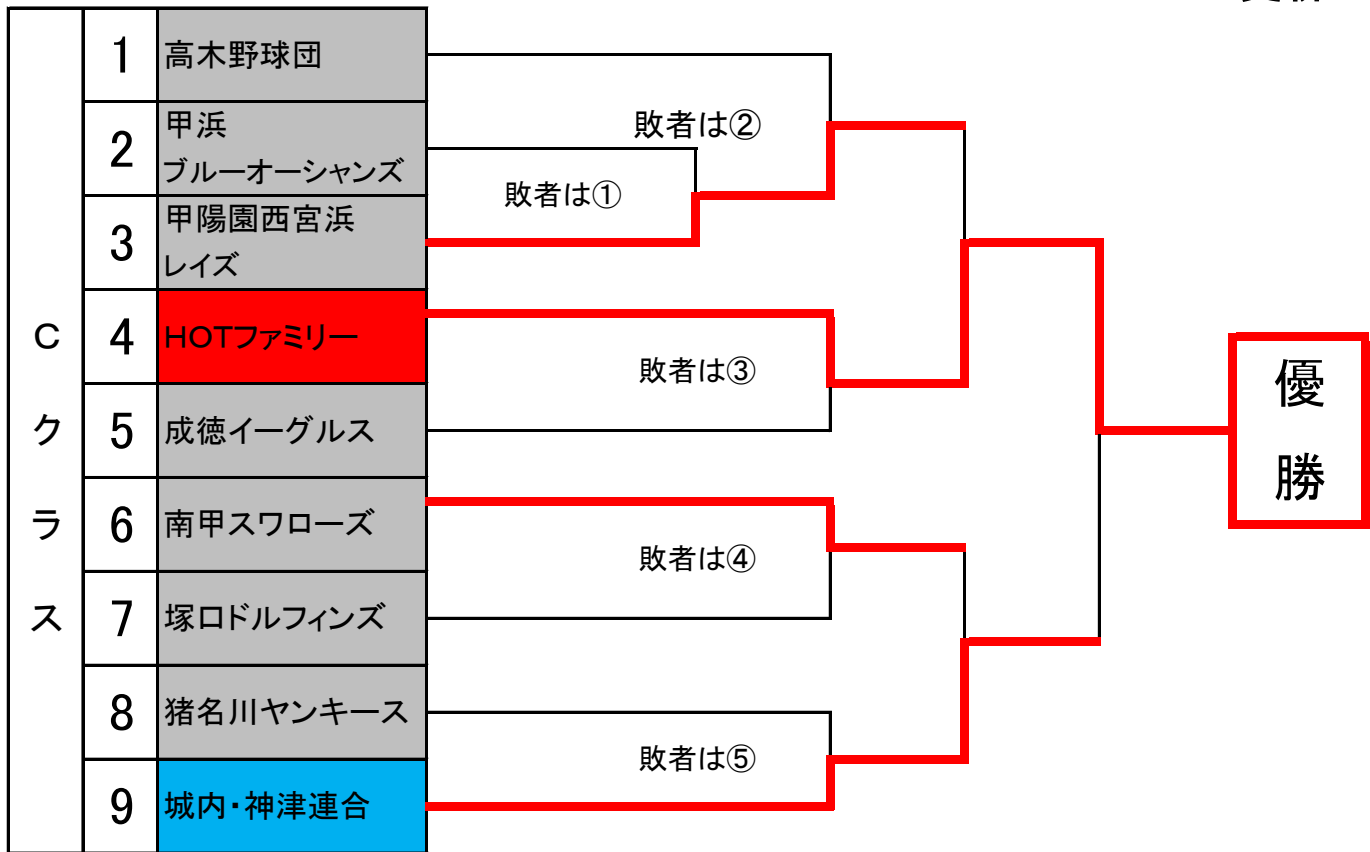 1 高木野球団
2 甲浜
ブルーオーシャンズ
3 甲陽園西宮浜
レイズ
4 HOTファミリー
5 成徳イーグルス
6 南甲スワローズ
7 塚口ドルフィンズ
8 猪名川ヤンキース
9 城内・神津連合
Cクラス
敗者は②
敗者は①
敗者は③
敗者は④
敗者は⑤
優勝